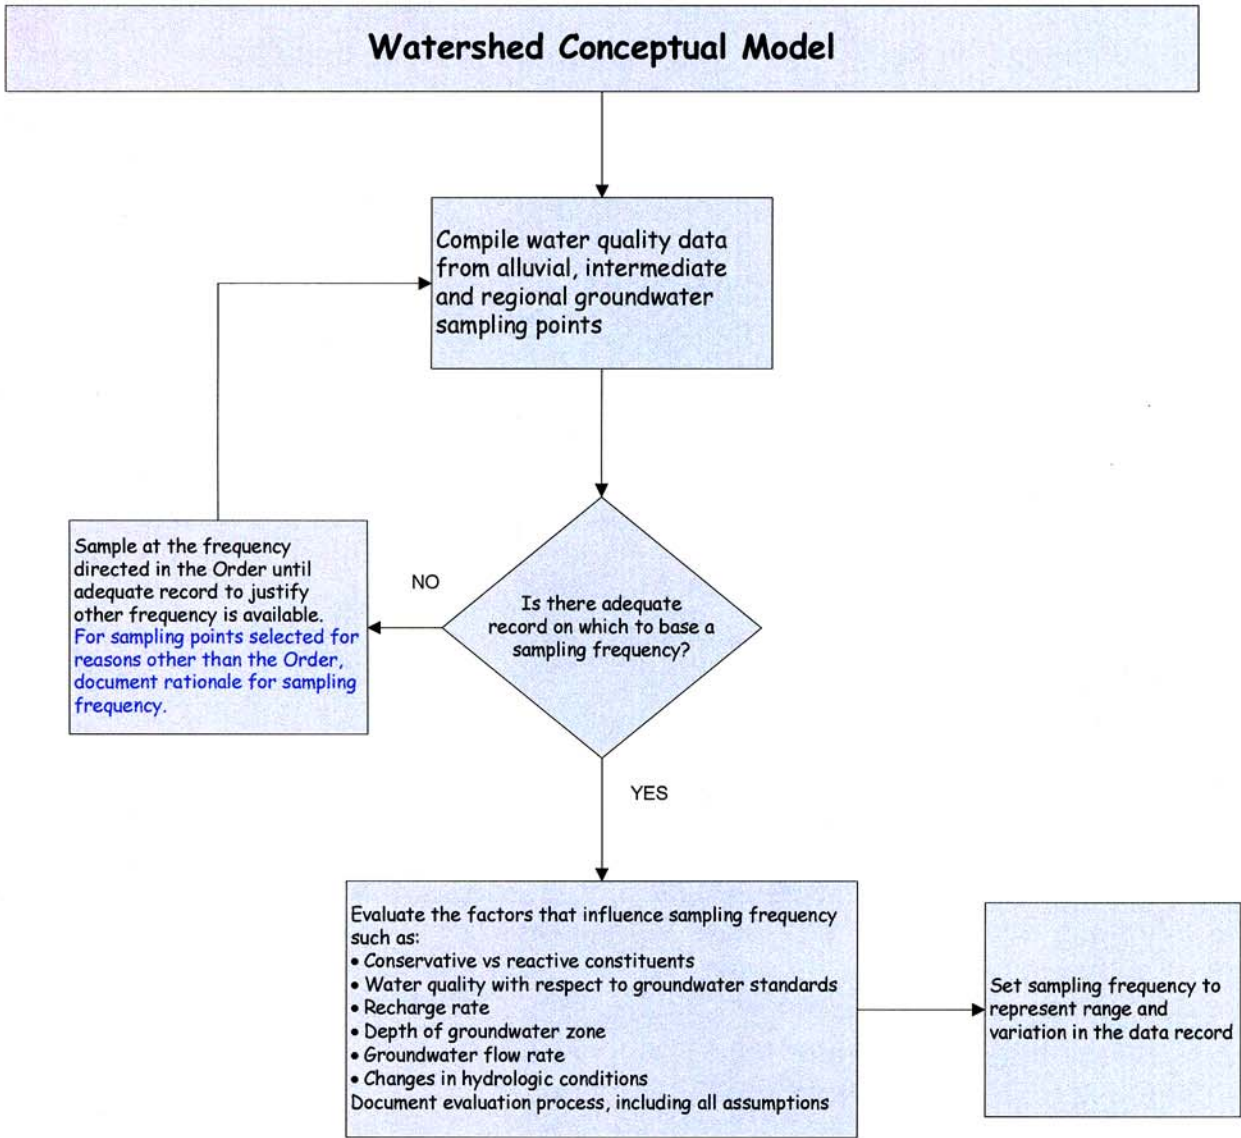 Watershed Conceptual Model
Compile water quality data
from alluvial, intermediate
and regional groundwater
sampling points
Sample at the frequency
directed in the Order until
adequate record to justify
other frequency is available.
For sampling points selected for
reasons other than the Order,
document rationale for sampling
frequency.
NO
Is there adequate
record on which to base a
sampling frequency?
YES
Evaluate the factors that influence sampling frequency
such as:
• Conservative vs reactive constituents
• Water quality with respect to groundwater standards
• Recharge rate
• Depth of groundwater zone
• Groundwater flow rate
• Changes in hydrologic conditions
Document evaluation process, including all assumptions
Set sampling frequency to
represent range and
variation in the data record